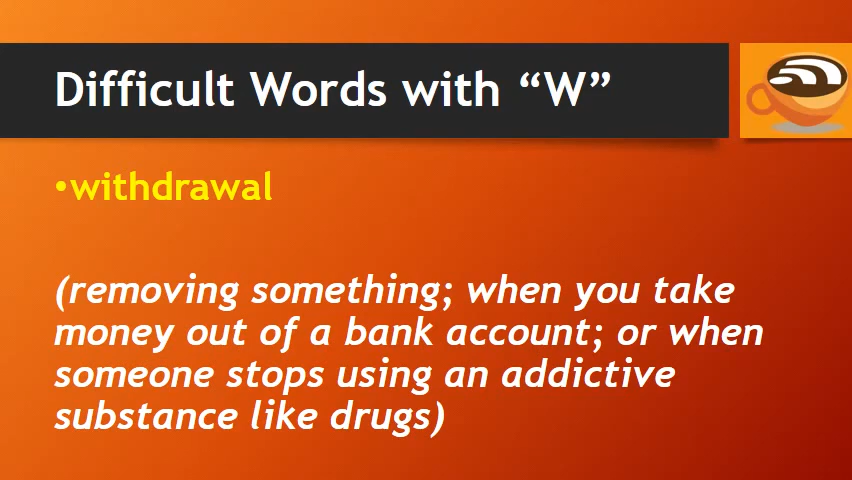 Difficult Words with “W”
•withdrawal
(removing something; when you take
money out of a bank account; or when
someone stops using an addictive
substance like drugs)